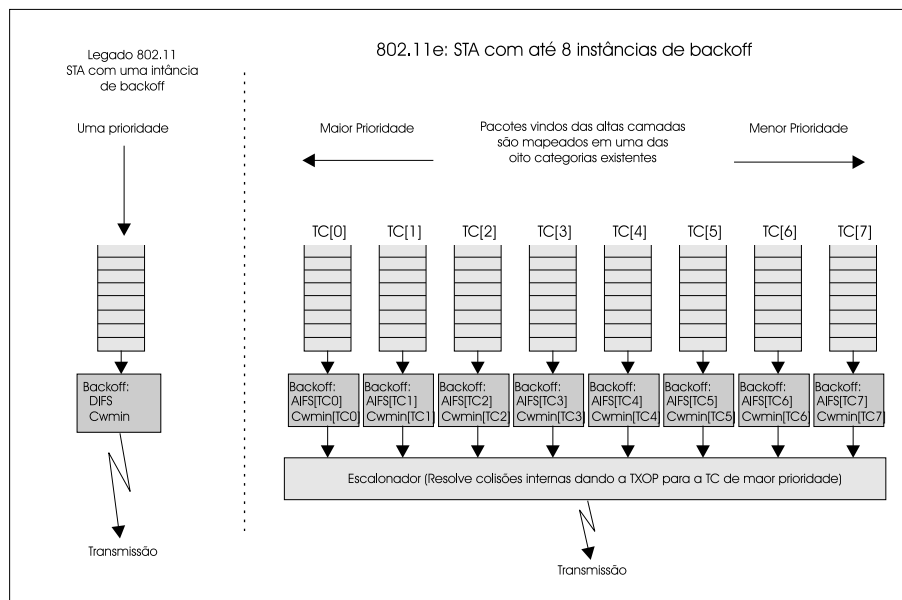 Legado 802.11
STA com uma intância
de backoff
Uma prioridade
Backoff:
DIFS
Cwmin
Transmissão
802.11e: STA com até 8 instâncias de backoff
Maior Prioridade
Pacotes vindos das altas camadas
são mapeados em uma das
oito categorias existentes
Menor Prioridade
TC[0] TC[1] TC[2] TC[3] TC[4] TC[5] TC[6] TC[7]
Backoff: Backoff: Backoff: Backoff: Backoff: Backoff: Backoff: Backoff:
AIFS[TC0] AIFS[TC1] AIFS[TC2] AIFS[TC3] AIFS[TC4] AIFS[TC5] AIFS[TC6] AIFS[TC7]
Cwmin[TC0) Cwmin[TC1) Cwmin[TC2] Cwmin[TC3] Cwmin[TC4] Cwmin[TC5] Cwmin[TC6] Cwmin[TC7]
Escalonador (Resolve colisões internas dando a TXOP para a TC de maor prioridade)
Transmissão